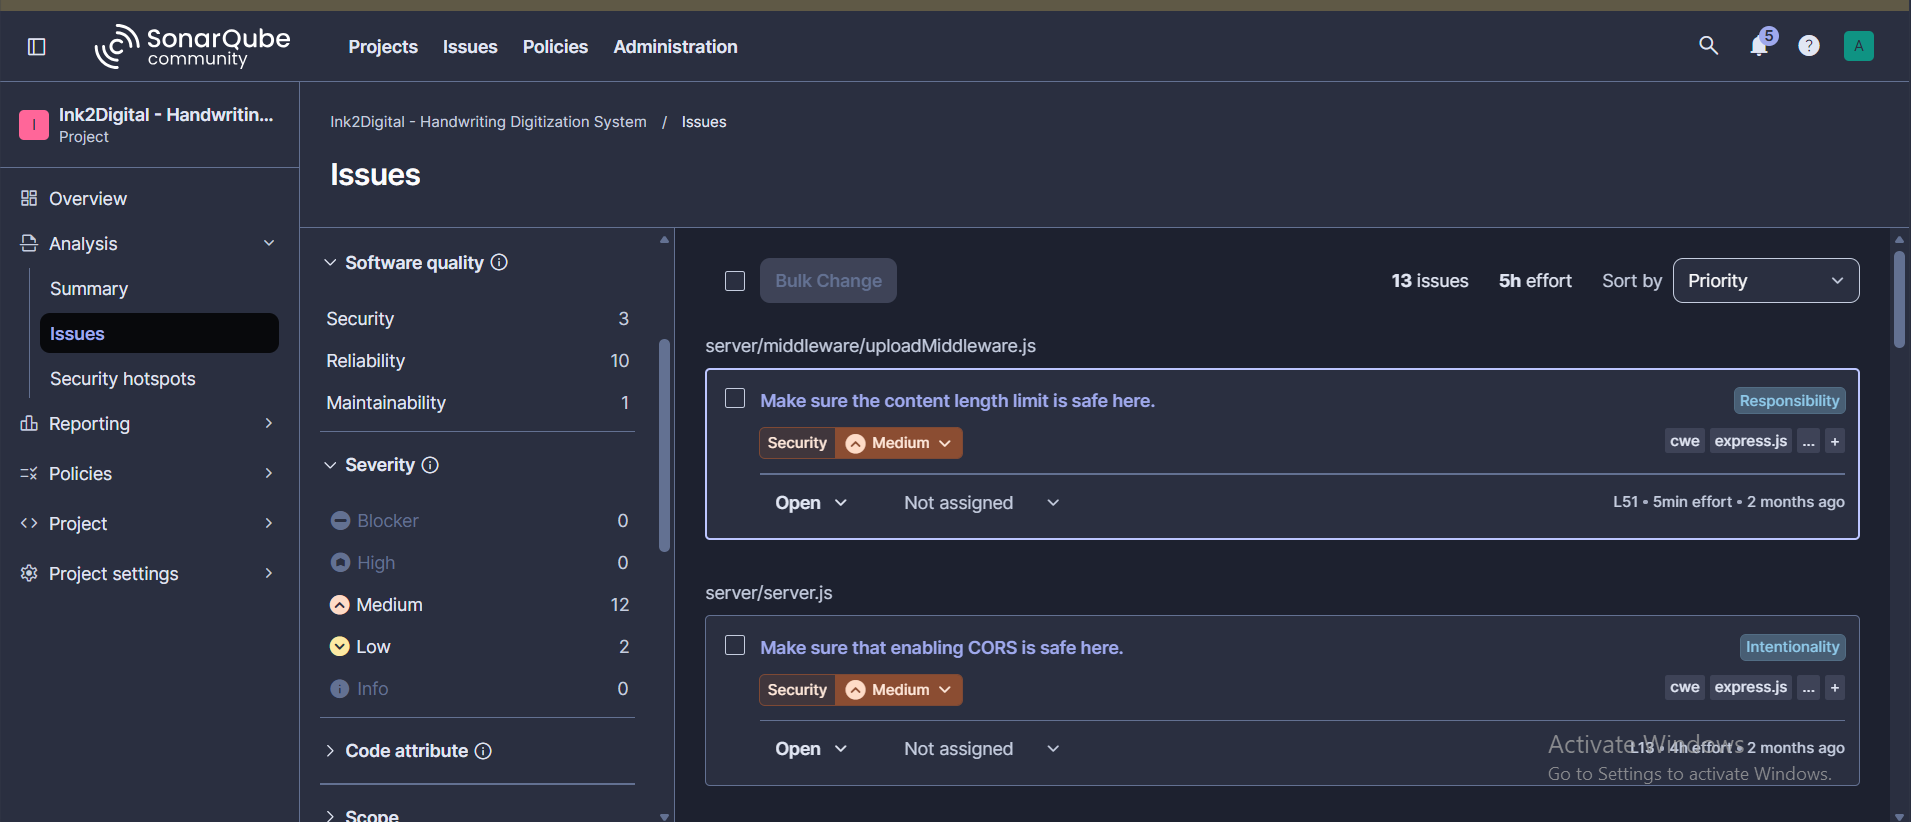 SonarQube
community
Projects
Issues
Policies
Administration
5
?
A
I
Ink2Digital - Handwritin...
Project
Overview
Analysis
Summary
Issues
Security hotspots
Reporting
Policies
Project
Project settings
Ink2Digital - Handwriting Digitization System / Issues
Issues
Software quality
Security 3
Reliability 10
Maintainability 1
Severity
Blocker 0
High 0
Medium 12
Low 2
Info 0
Code attribute
Scope
Bulk Change
13 issues 5h effort Sort by Priority
server/middleware/uploadMiddleware.js
Make sure the content length limit is safe here. Responsibility
Security Medium cwe express.js ... +
Open Not assigned L51 • 5min effort • 2 months ago
server/server.js
Make sure that enabling CORS is safe here. Intentionality
Security Medium cwe express.js ... +
Open Not assigned L13 • 4h effort • 2 months ago
Activate Windows
Go to Settings to activate Windows.